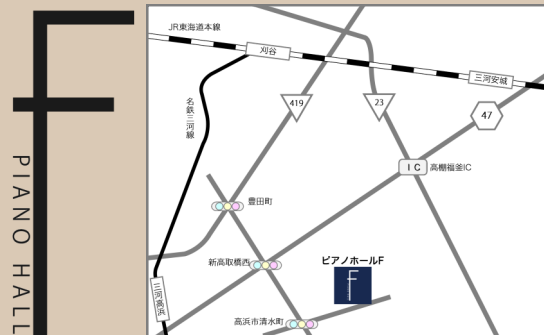 F
PIANO HALL
JR東海道本線
刈谷
三河安城
名鉄三河線
419
23
47
IC
高棚福釜IC
豊田町
新高取橋西
ピアノホールF
F
三河高浜
高浜市清水町